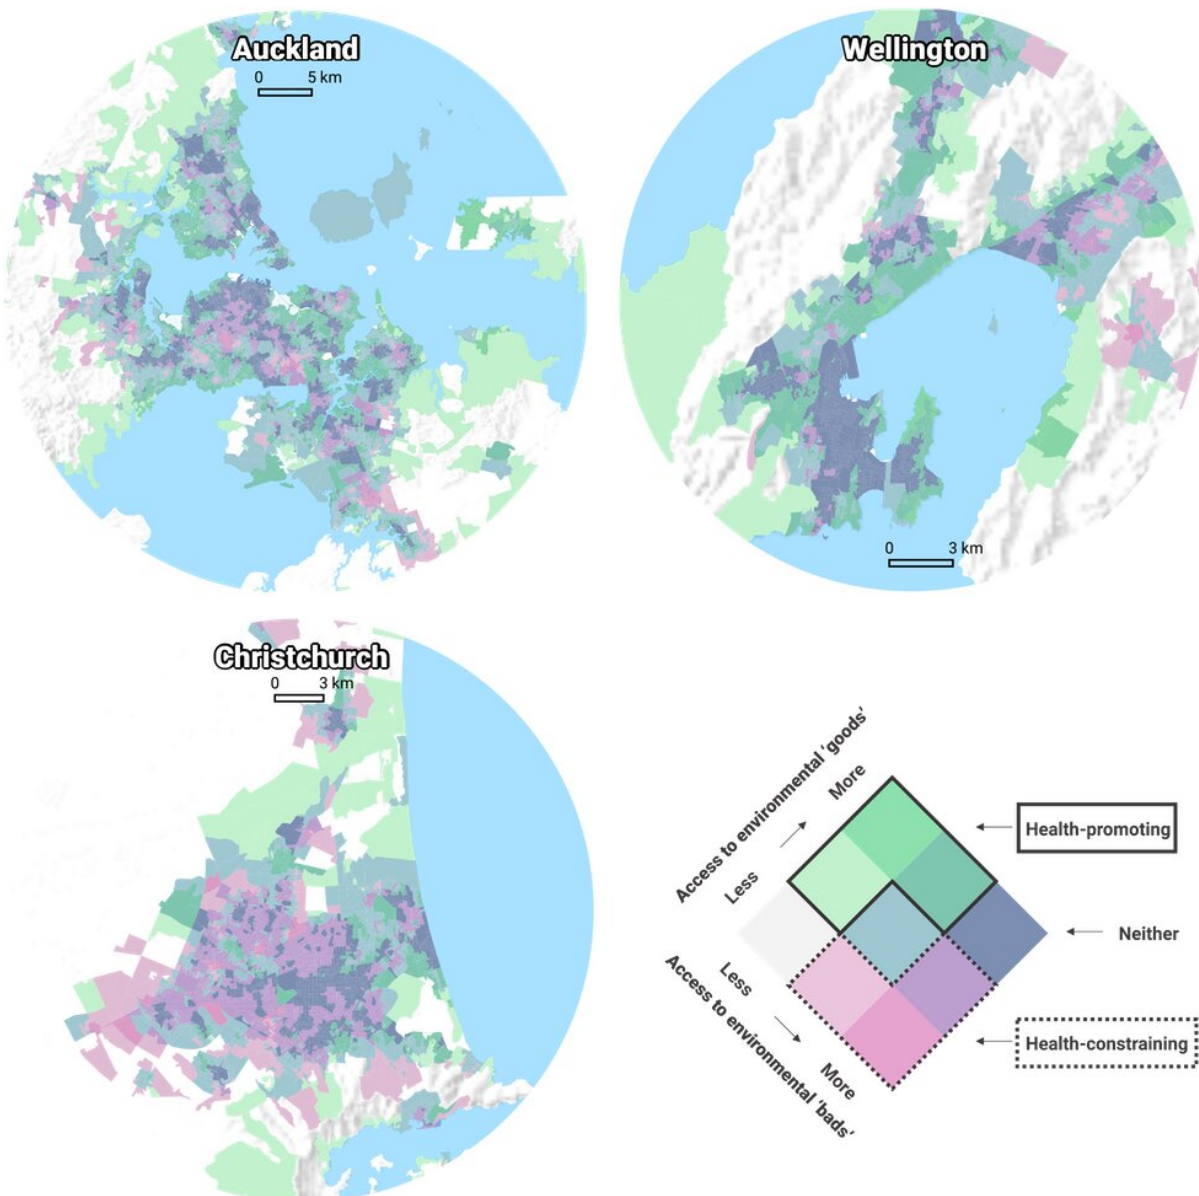 Auckland
0 5 km
Wellington
0 3 km
Christchurch
0 3 km
Access to environmental 'goods'
More
Less
Health-promoting
Neither
Less
Access to environmental 'bads'
More
Health-constraining